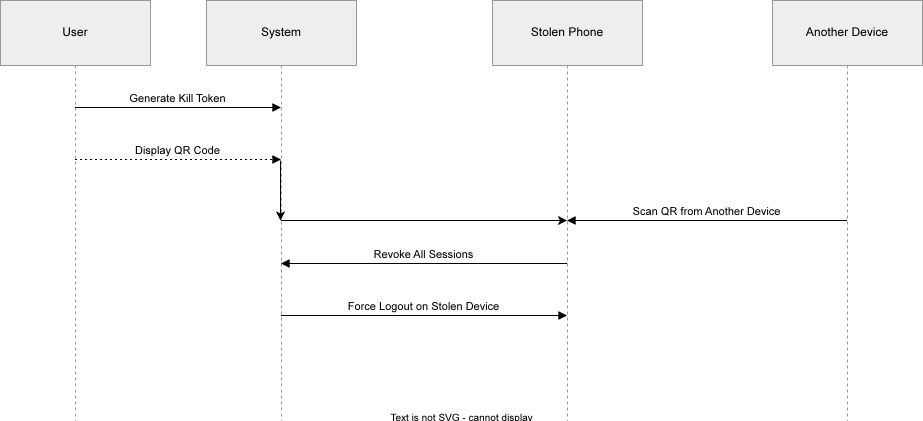 User
System
Stolen Phone
Another Device
Generate Kill Token
Display QR Code
Scan QR from Another Device
Revoke All Sessions
Force Logout on Stolen Device
Text is not SVG - cannot display